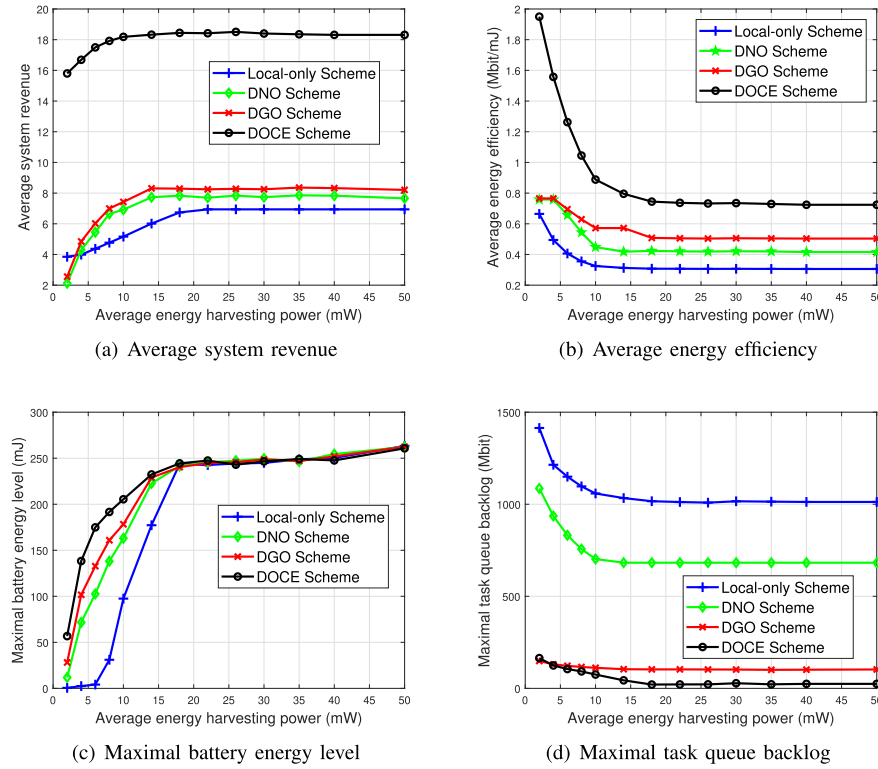 20
18
16
14
12
10
8
6
4
2
Average system revenue
Local-only Scheme
DNO Scheme
DGO Scheme
DOCE Scheme
0 5 10 15 20 25 30 35 40 45 50
Average energy harvesting power (mW)
(a) Average system revenue
2
1.8
1.6
1.4
1.2
1
0.8
0.6
0.4
0.2
Average energy efficiency (Mbit/mJ)
Local-only Scheme
DNO Scheme
DGO Scheme
DOCE Scheme
0 5 10 15 20 25 30 35 40 45 50
Average energy harvesting power (mW)
(b) Average energy efficiency
300
250
200
150
100
50
0
Maximal battery energy level (mJ)
Local-only Scheme
DNO Scheme
DGO Scheme
DOCE Scheme
0 5 10 15 20 25 30 35 40 45 50
Average energy harvesting power (mW)
(c) Maximal battery energy level
1500
1000
500
0
Maximal task queue backlog (Mbit)
Local-only Scheme
DNO Scheme
DGO Scheme
DOCE Scheme
0 5 10 15 20 25 30 35 40 45 50
Average energy harvesting power (mW)
(d) Maximal task queue backlog